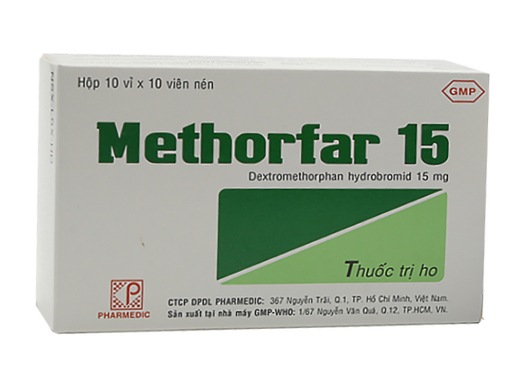 Hộp 10 vỉ x 10 viên nén
GMP
Methorfar 15
Dextromethorphan hydrobromid 15 mg
Thuốc trị ho
P
PHARMEDIC
CTCP DPDL PHARMEDIC: 367 Nguyễn Trãi, Q.1, TP. Hồ Chí Minh, Việt Nam.
Sản xuất tại nhà máy GMP-WHO: 1/67 Nguyễn Văn Quá, Q.12, TP.HCM, VN.